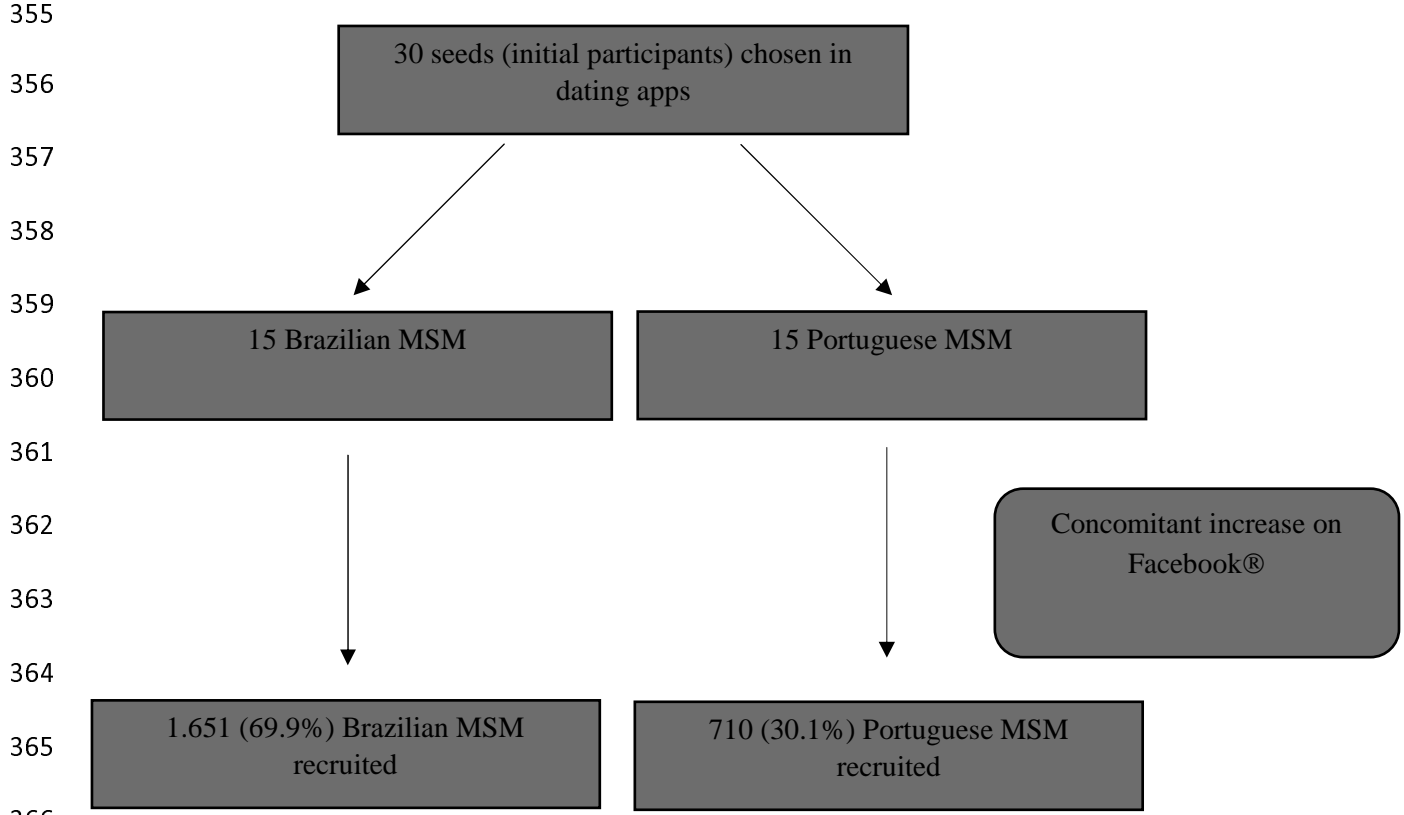 355
30 seeds (initial participants) chosen in
dating apps
356
357
358
359
15 Brazilian MSM
15 Portuguese MSM
360
361
362
Concomitant increase on
Facebook®
363
364
1.651 (69.9%) Brazilian MSM
recruited
710 (30.1%) Portuguese MSM
recruited
365